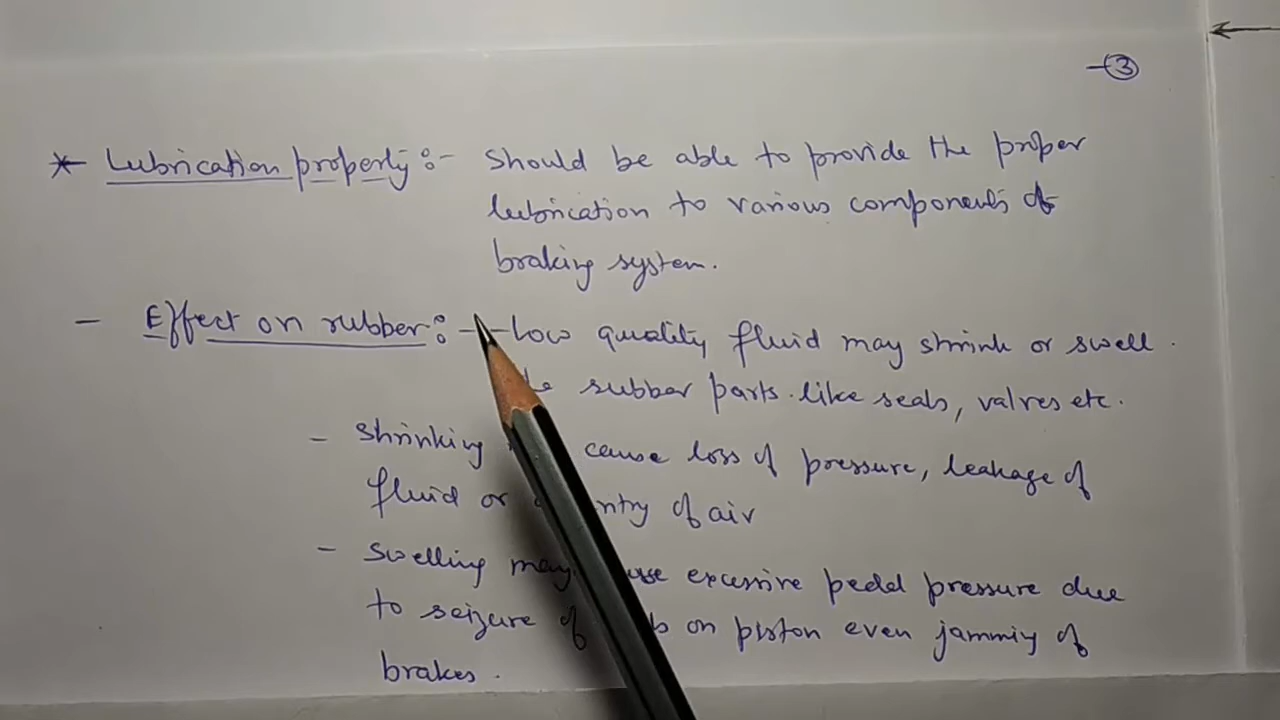 -③
* Lubrication property:- Should be able to provide the proper
lubrication to various components of
braking system.
- Effect on rubber:- - Low quality fluid may shrink or swell.
rubber parts like seals, valves etc.
- Shrinking cause loss of pressure, leakage of
fluid or of air
- Swelling may excessive pedal pressure due
to seizure of on piston even jamming of
brakes.